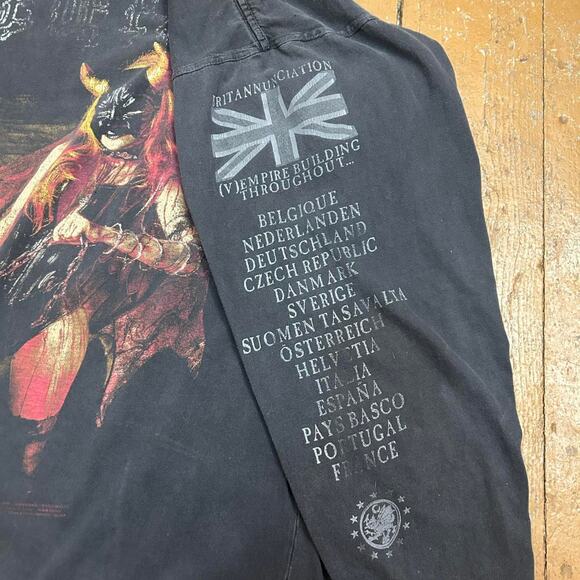 BRITANNUNCIATION
(V)EMPIRE BUILDING
THROUGHOUT...
BELGIQUE
NEDERLANDEN
DEUTSCHLAND
CZECH REPUBLIC
DANMARK
SVERIGE
SUOMEN TASAVALTA
ÖSTERREICH
HELVETIA
ITALIA
ESPAÑA
PAYS BASCO
PORTUGAL
FRANCE